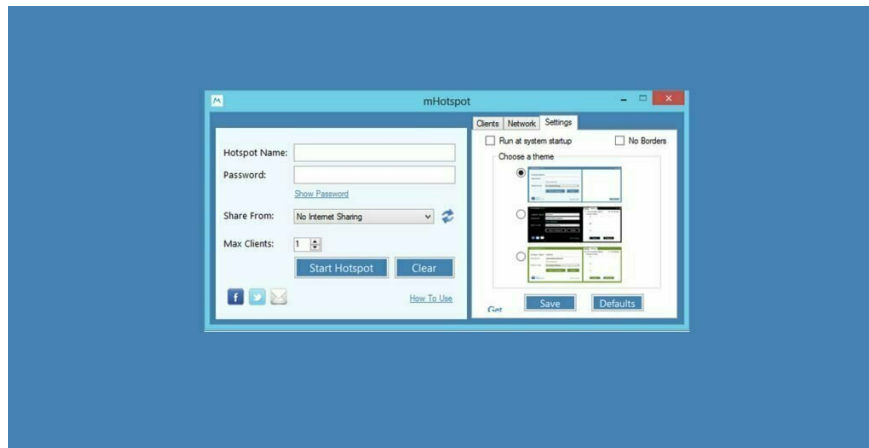 mHotspot
Clients Network Settings
Run at system startup No Borders
Choose a theme
Hotspot Name:
Password:
Show Password
Share From: No Internet Sharing
Max Clients: 1
Start Hotspot Clear
How To Use
Get
Save Defaults